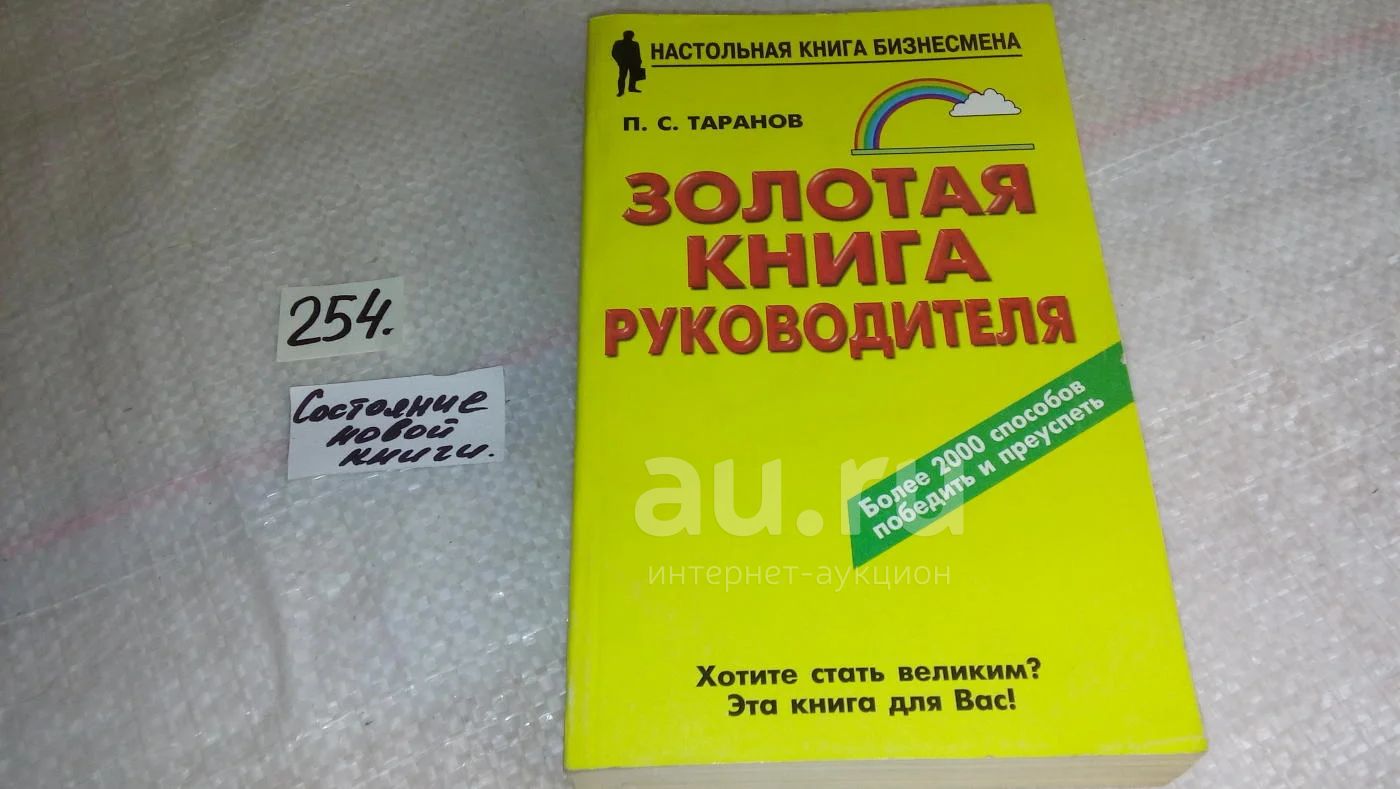 НАСТОЛЬНАЯ КНИГА БИЗНЕСМЕНА
П. С. ТАРАНОВ
ЗОЛОТАЯ
КНИГА
РУКОВОДИТЕЛЯ
254.
Состояние
новой
книги.
Более 2000 способов
победить и преуспеть
au.ru
интернет-аукцион
Хотите стать великим?
Эта книга для Вас!